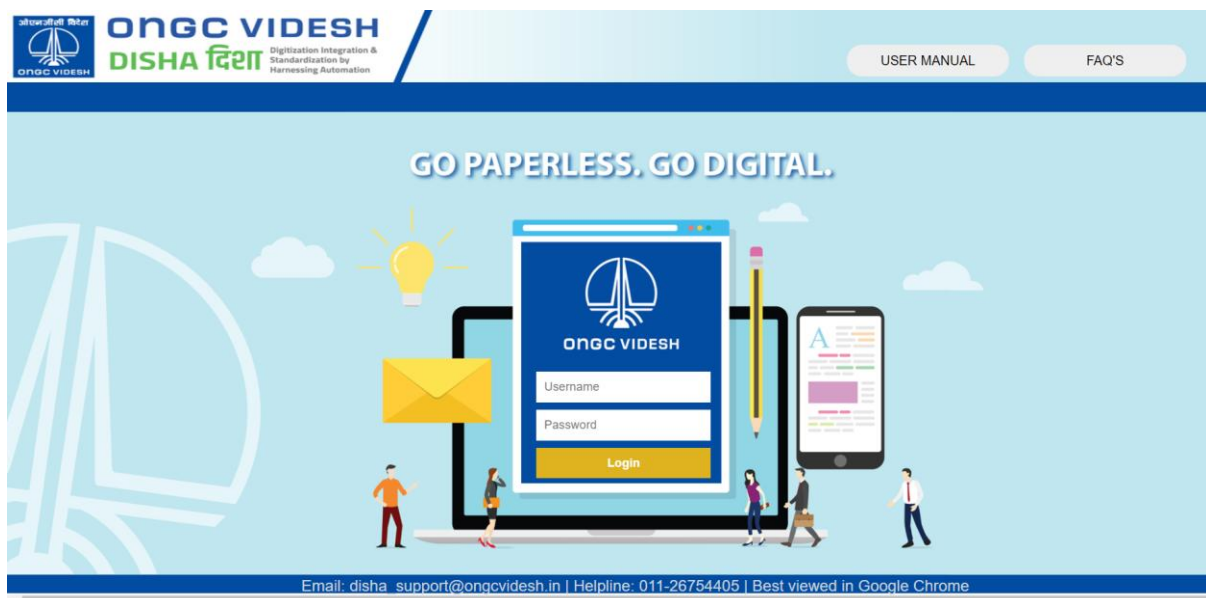 ओएनजीसी विदेश
ONGC VIDESH
ONGC VIDESH
DISHA दिशा
Digitization Integration &
Standardization by
Harnessing Automation
USER MANUAL
FAQ'S
GO PAPERLESS. GO DIGITAL.
ONGC VIDESH
Username
Password
Login
A
Email: disha_support@ongcvidesh.in | Helpline: 011-26754405 | Best viewed in Google Chrome